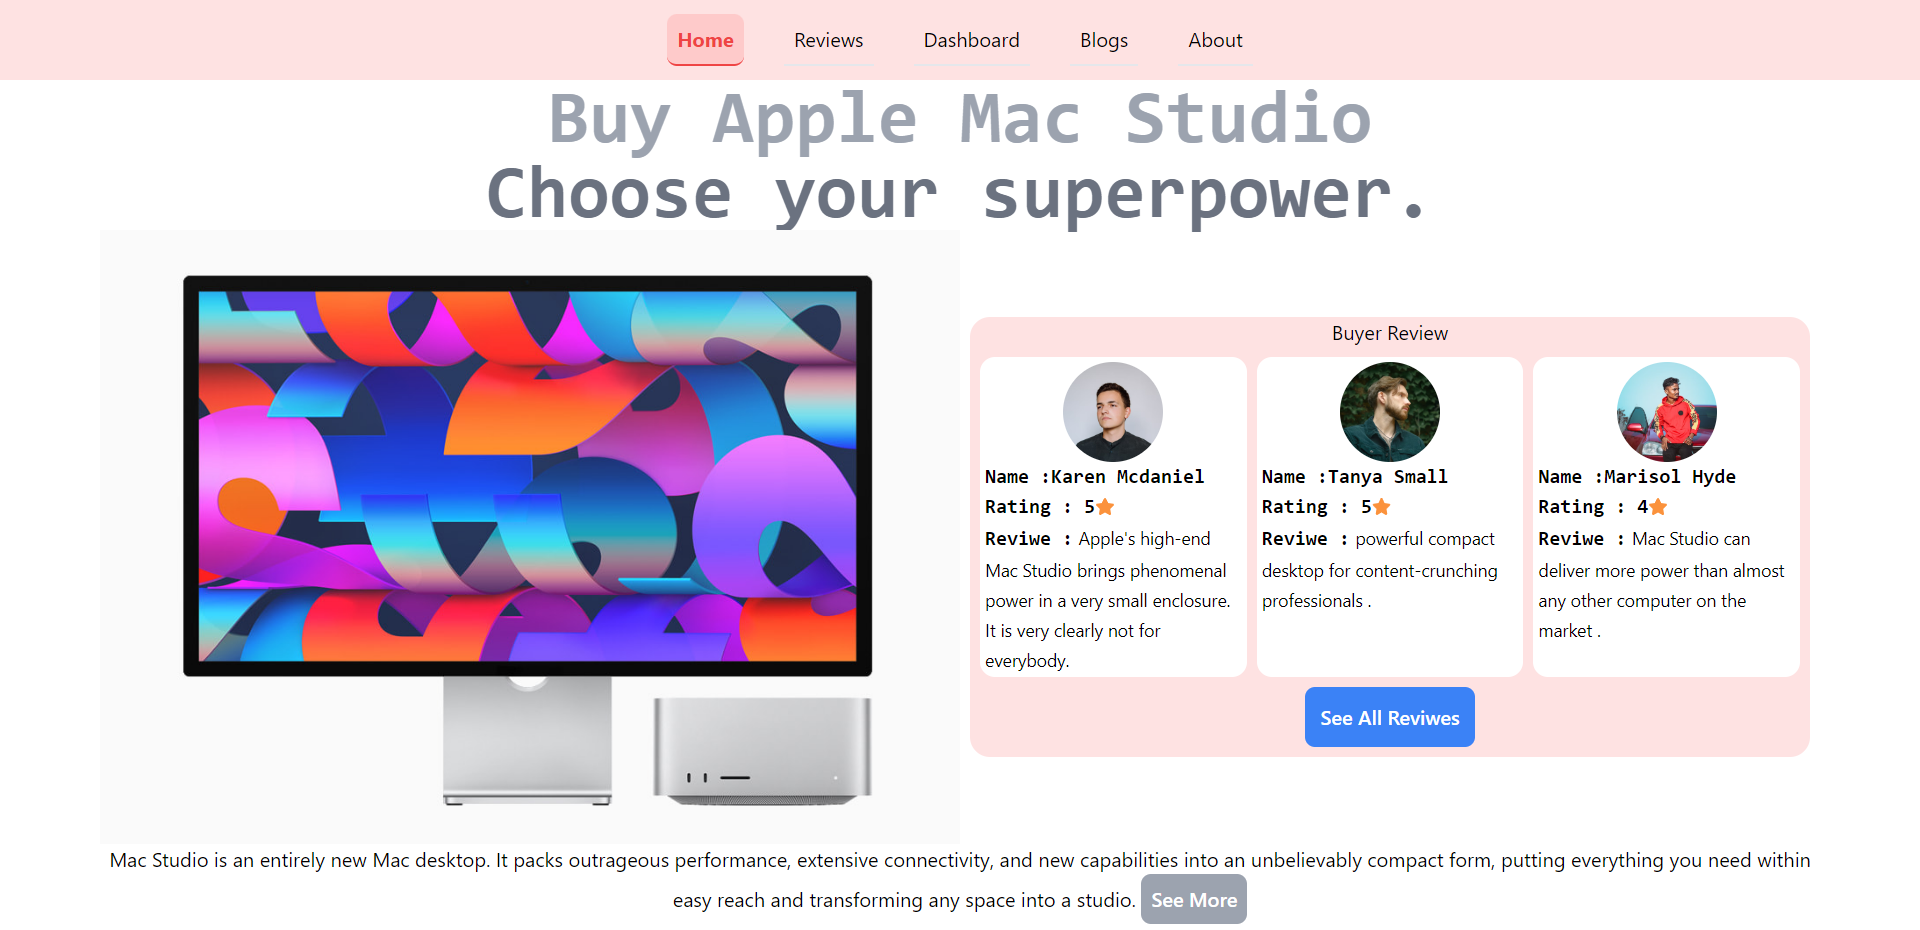 Home Reviews Dashboard Blogs About
Buy Apple Mac Studio
Choose your superpower.
Buyer Review
Name :Karen Mcdaniel
Rating : 5
Reviwe : Apple's high-end
Mac Studio brings phenomenal
power in a very small enclosure.
It is very clearly not for
everybody.
Name :Tanya Small
Rating : 5
Reviwe : powerful compact
desktop for content-crunching
professionals .
Name :Marisol Hyde
Rating : 4
Reviwe : Mac Studio can
deliver more power than almost
any other computer on the
market .
See All Reviwes
Mac Studio is an entirely new Mac desktop. It packs outrageous performance, extensive connectivity, and new capabilities into an unbelievably compact form, putting everything you need within
easy reach and transforming any space into a studio. See More